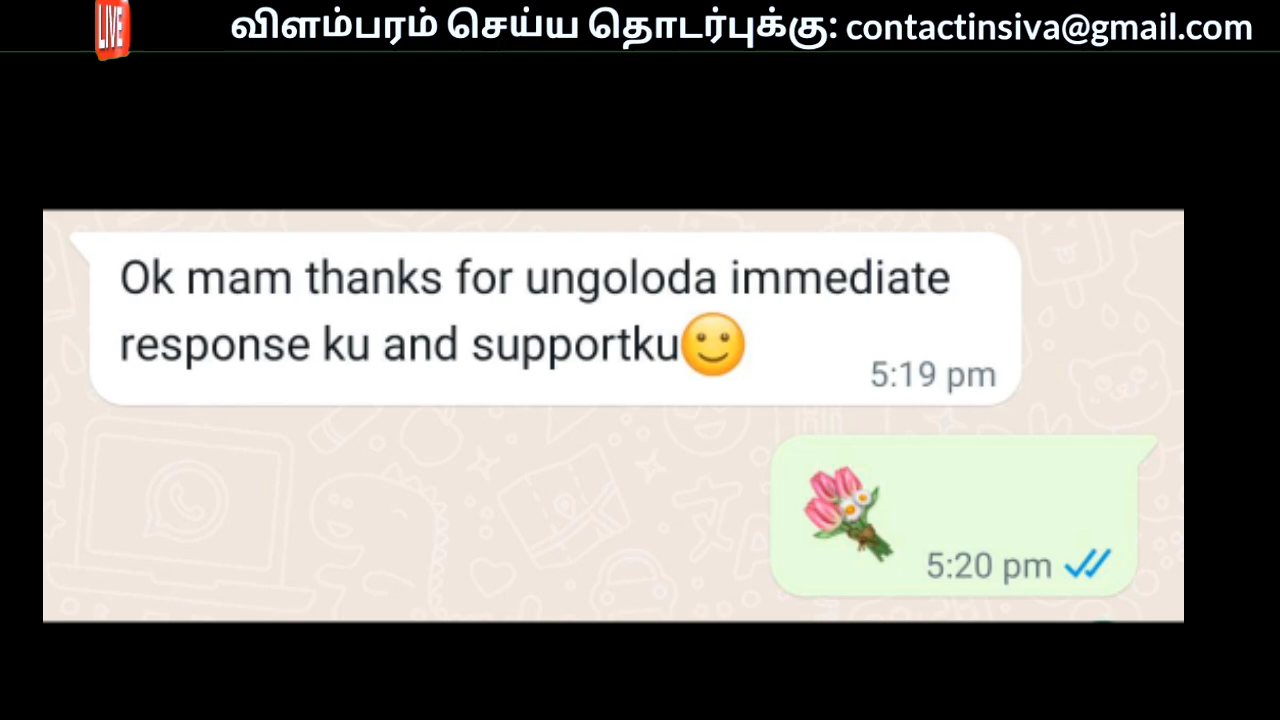 LIVE
விளம்பரம் செய்ய தொடர்புக்கு: contactinsiva@gmail.com
Ok mam thanks for ungoloda immediate
response ku and supportku🙂
5:19 pm
💐
5:20 pm